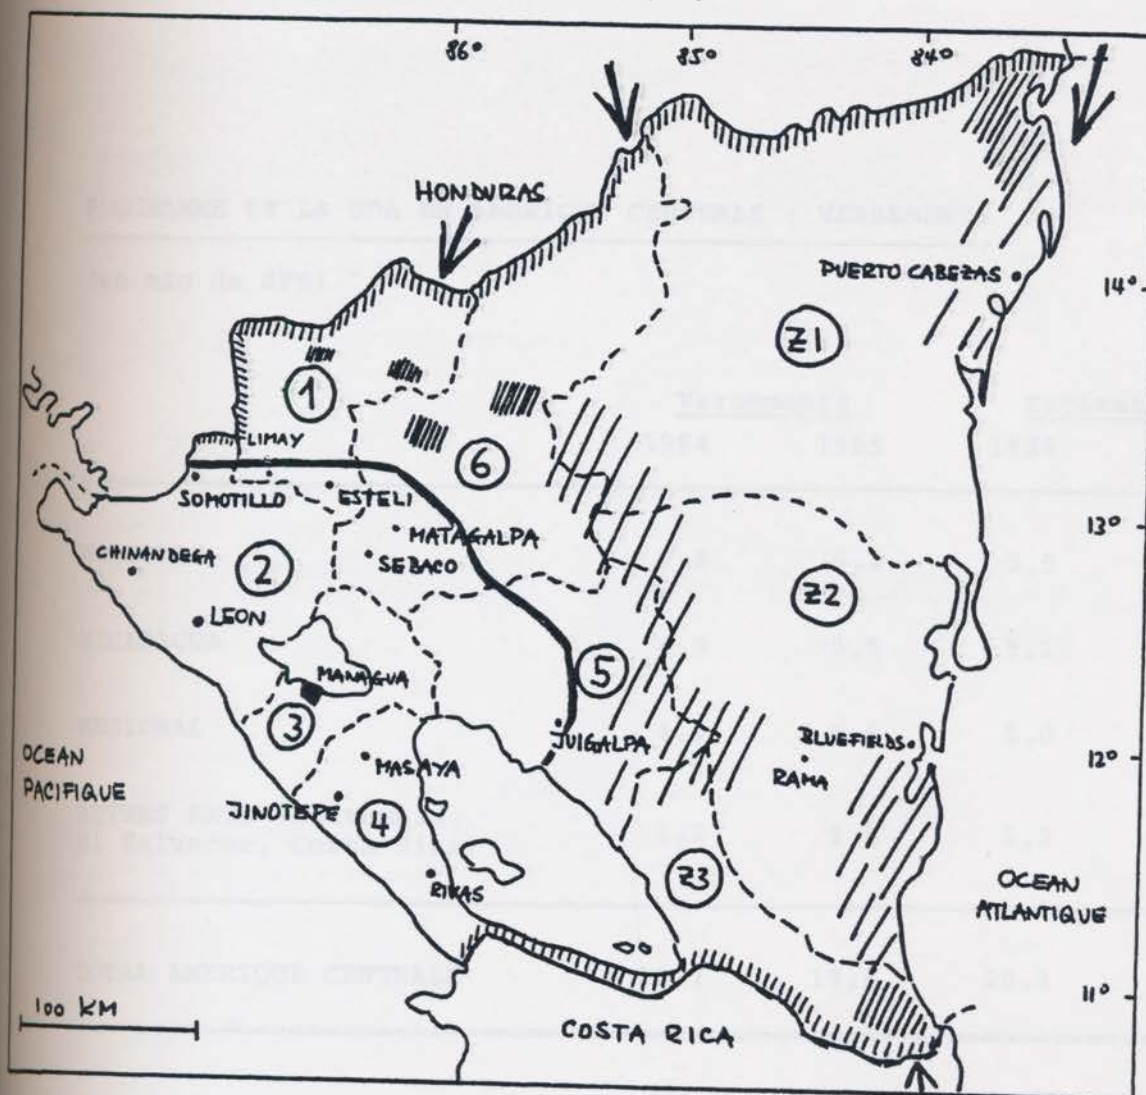 86° 85° 84°
HONDURAS
PUERTO CABEZAS
14°
Z1
1
LIMAY
6
SOMOTILLO
ESTELI
13°
MATAGALPA
CHINANDEGA
2
SEBACO
Z2
LEON
MANAGUA
5
3
JUIGALPA
BLUEFIELDS
12°
OCEAN
PACIFIQUE
MASAYA
RAMA
JINOTEPE
4
Z3
RIVAS
OCEAN
ATLANTIQUE
11°
100 KM
COSTA RICA